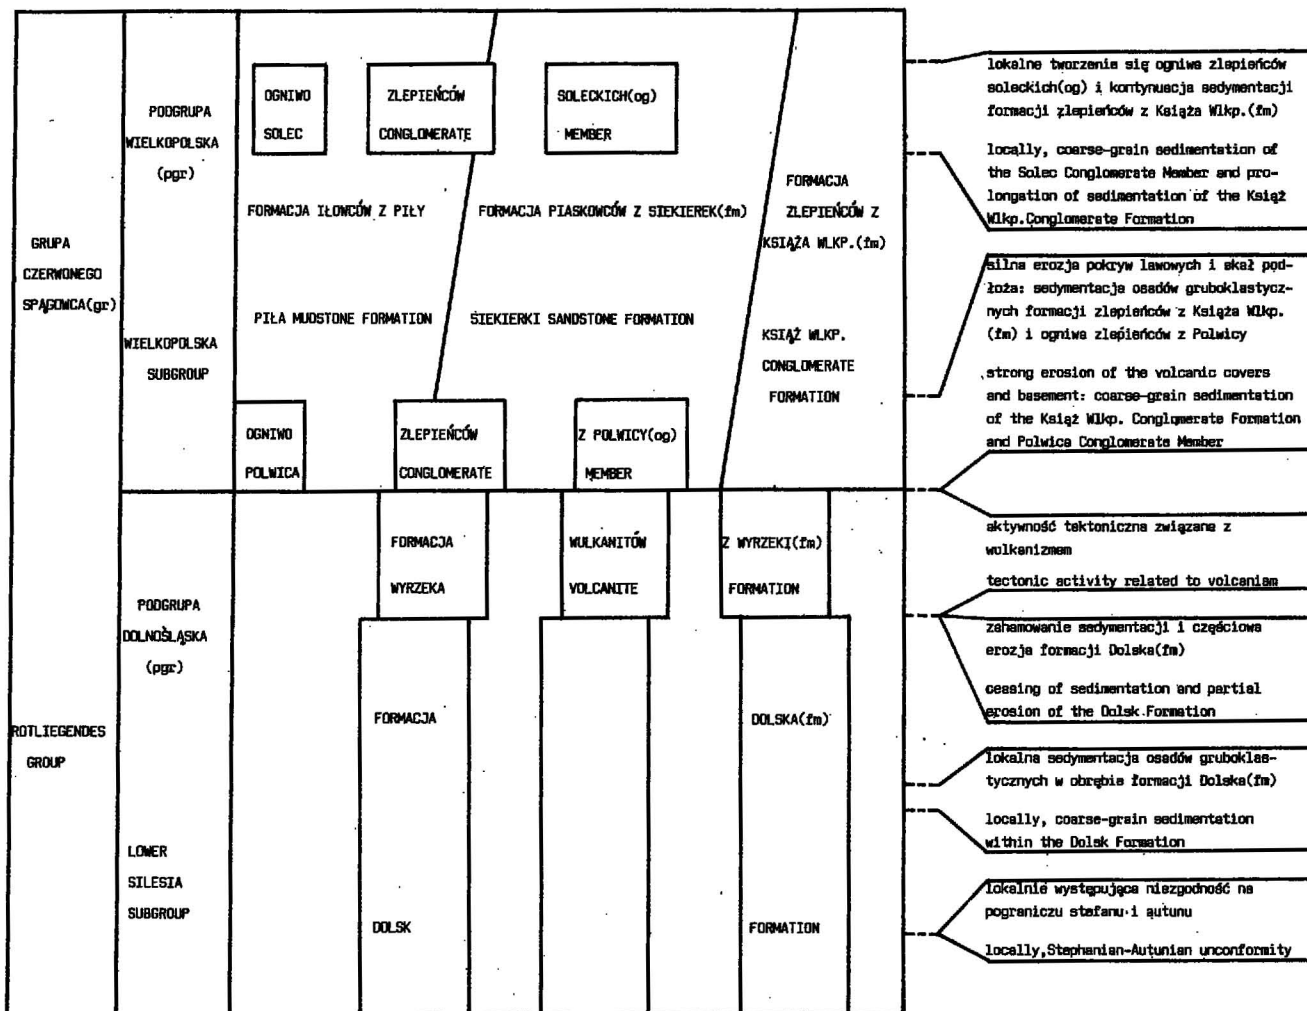 GRUPA
CZERWONEGO
SPĄGOWCA(gr)
ROTLIEGENDES
GROUP
PODGRUPA
WIELKOPOLSKA
(pgr)
WIELKOPOLSKA
SUBGROUP
PODGRUPA
DOLNOŚLĄSKA
(pgr)
LOWER
SILESIA
SUBGROUP
OGNIWO
SOLEC
ZLEPIEŃCÓW
CONGLOMERATE
SOLECKICH(og)
MEMBER
FORMACJA IŁOWCÓW Z PIŁY
PIŁA MUDSTONE FORMATION
FORMACJA PIASKOWCÓW Z SIEKIEREK(fm)
SIEKIERKI SANDSTONE FORMATION
FORMACJA
ZLEPIEŃCÓW Z
KSIĄŻA WLKP.(fm)
KSIĄŻ WLKP.
CONGLOMERATE
FORMATION
OGNIWO
POLWICA
ZLEPIEŃCÓW
CONGLOMERATE
Z POLWICY(og)
MEMBER
FORMACJA
WYRZEKA
WULKANITÓW
VOLCANITE
Z WYRZEKI(fm)
FORMATION
FORMACJA
DOLSK
DOLSKA(fm)
FORMATION
lokalne tworzenie się ogniwa zlepieńców
soleckich(og) i kontynuacja sedymentacji
formacji zlepieńców z Książa Wlkp.(fm)
locally, coarse-grain sedimentation of
the Solec Conglomerate Member and pro-
longation of sedimentation of the Książ
Wlkp.Conglomerate Formation
silna erozja pokryw lawowych i skał pod-
łoża: sedymentacja osadów gruboklastycz-
nych formacji zlepieńców z Książa Wlkp.
(fm) i ogniwa zlepieńców z Polwicy
strong erosion of the volcanic covers
and basement: coarse-grain sedimentation
of the Książ Wlkp. Conglomerate Formation
and Polwica Conglomerate Member
aktywność tektoniczna związana z
wulkanizmem
tectonic activity related to volcanism
zahamowanie sedymentacji i częściowa
erozja formacji Dolska(fm)
ceasing of sedimentation and partial
erosion of the Dolsk Formation
lokalna sedymentacja osadów gruboklas-
tycznych w obrębie formacji Dolska(fm)
locally, coarse-grain sedimentation
within the Dolsk Formation
lokalnie występująca niezgodność na
pograniczu stefanu i autunu
locally,Stephanian-Autunian unconformity